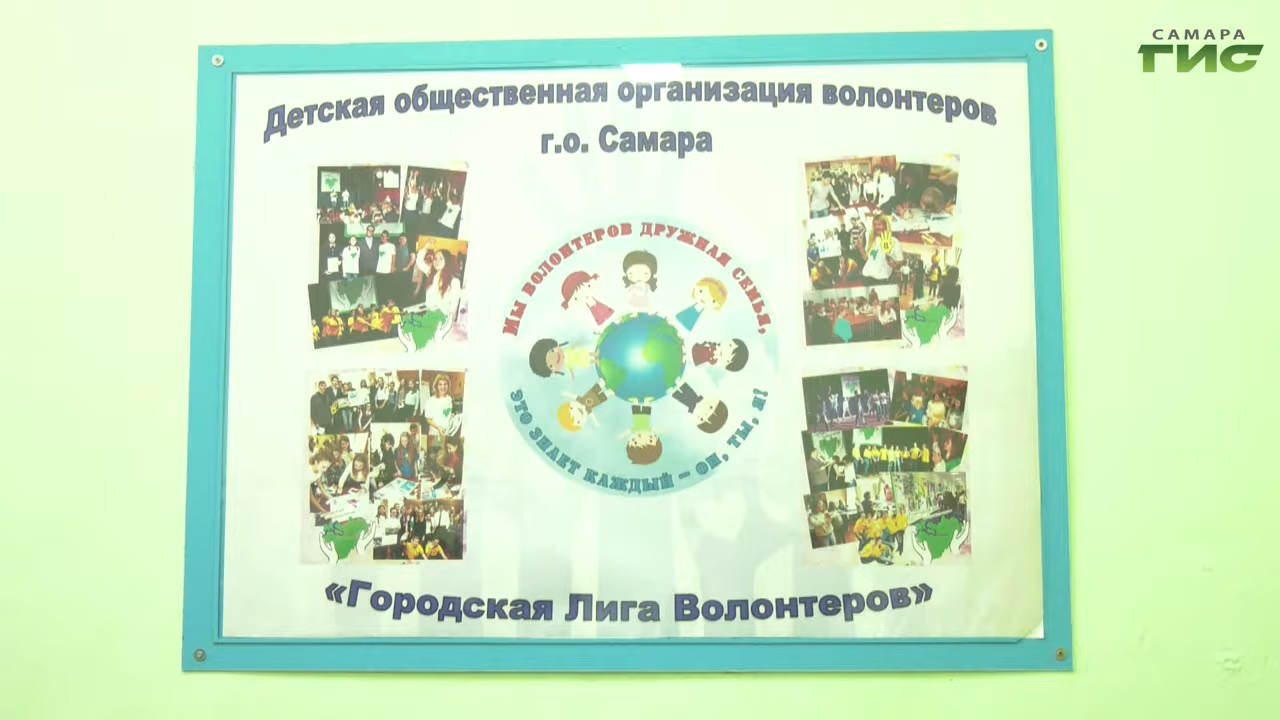 САМАРА
ГИС
Детская общественная организация волонтеров
г.о. Самара
Мы волонтеров дружная семья,
это знает каждый – он, ты, я!
«Городская Лига Волонтеров»